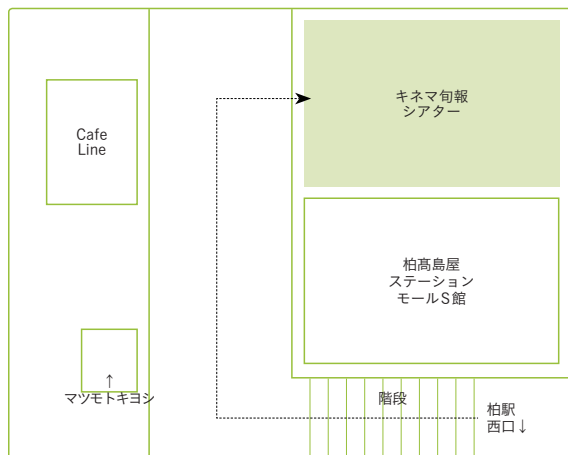 キネマ旬報
シアター
Cafe
Line
柏髙島屋
ステーション
モールS館
↑
マツモトキヨシ
階段
柏駅
西口↓